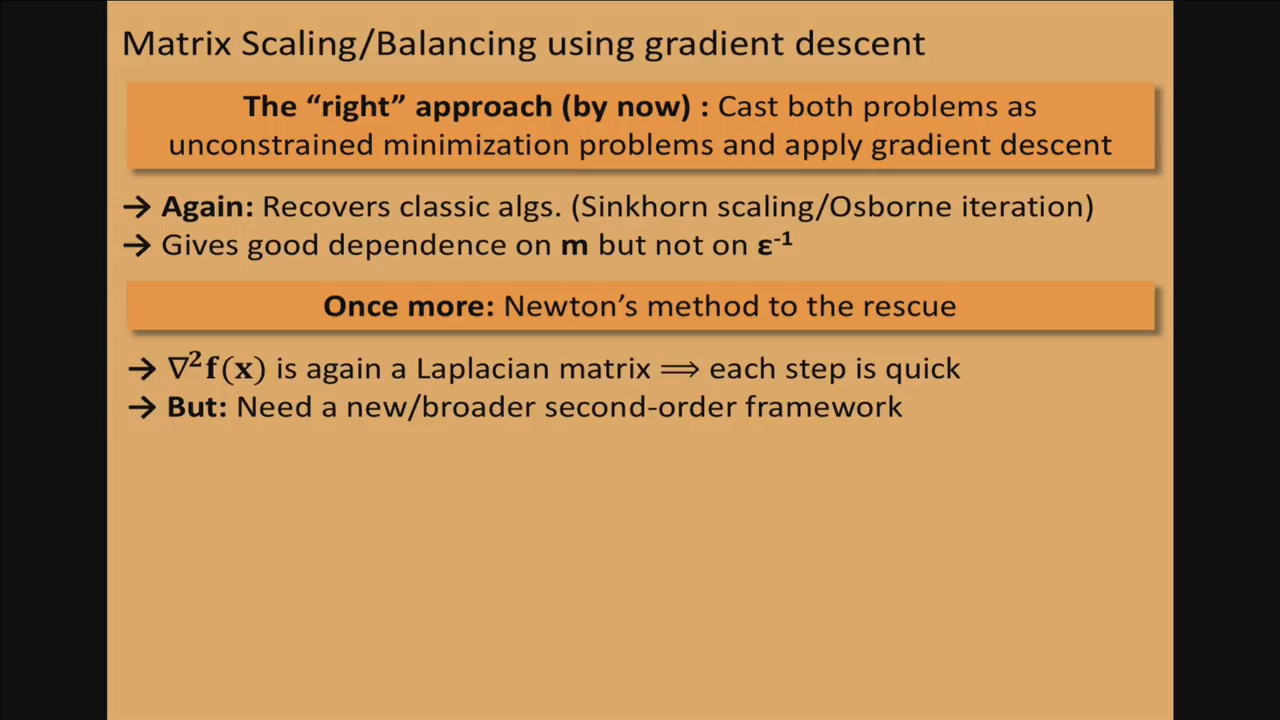 Matrix Scaling/Balancing using gradient descent
The “right” approach (by now) : Cast both problems as
unconstrained minimization problems and apply gradient descent
→ Again: Recovers classic algs. (Sinkhorn scaling/Osborne iteration)
→ Gives good dependence on m but not on ε⁻¹
Once more: Newton’s method to the rescue
→ ∇²f(x) is again a Laplacian matrix ⟹ each step is quick
→ But: Need a new/broader second-order framework